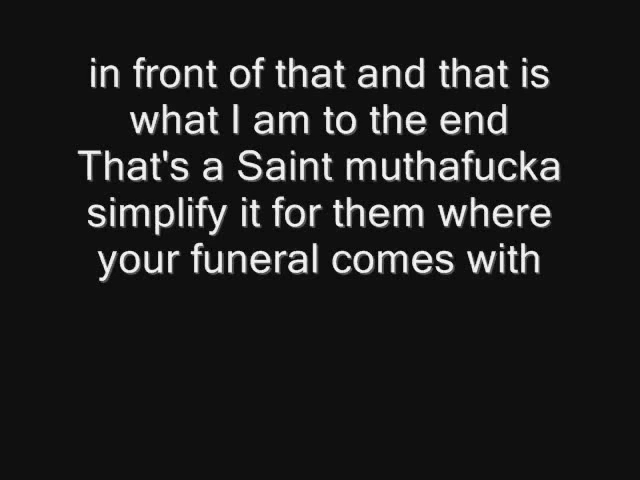 in front of that and that is
what I am to the end
That's a Saint muthafucka
simplify it for them where
your funeral comes with